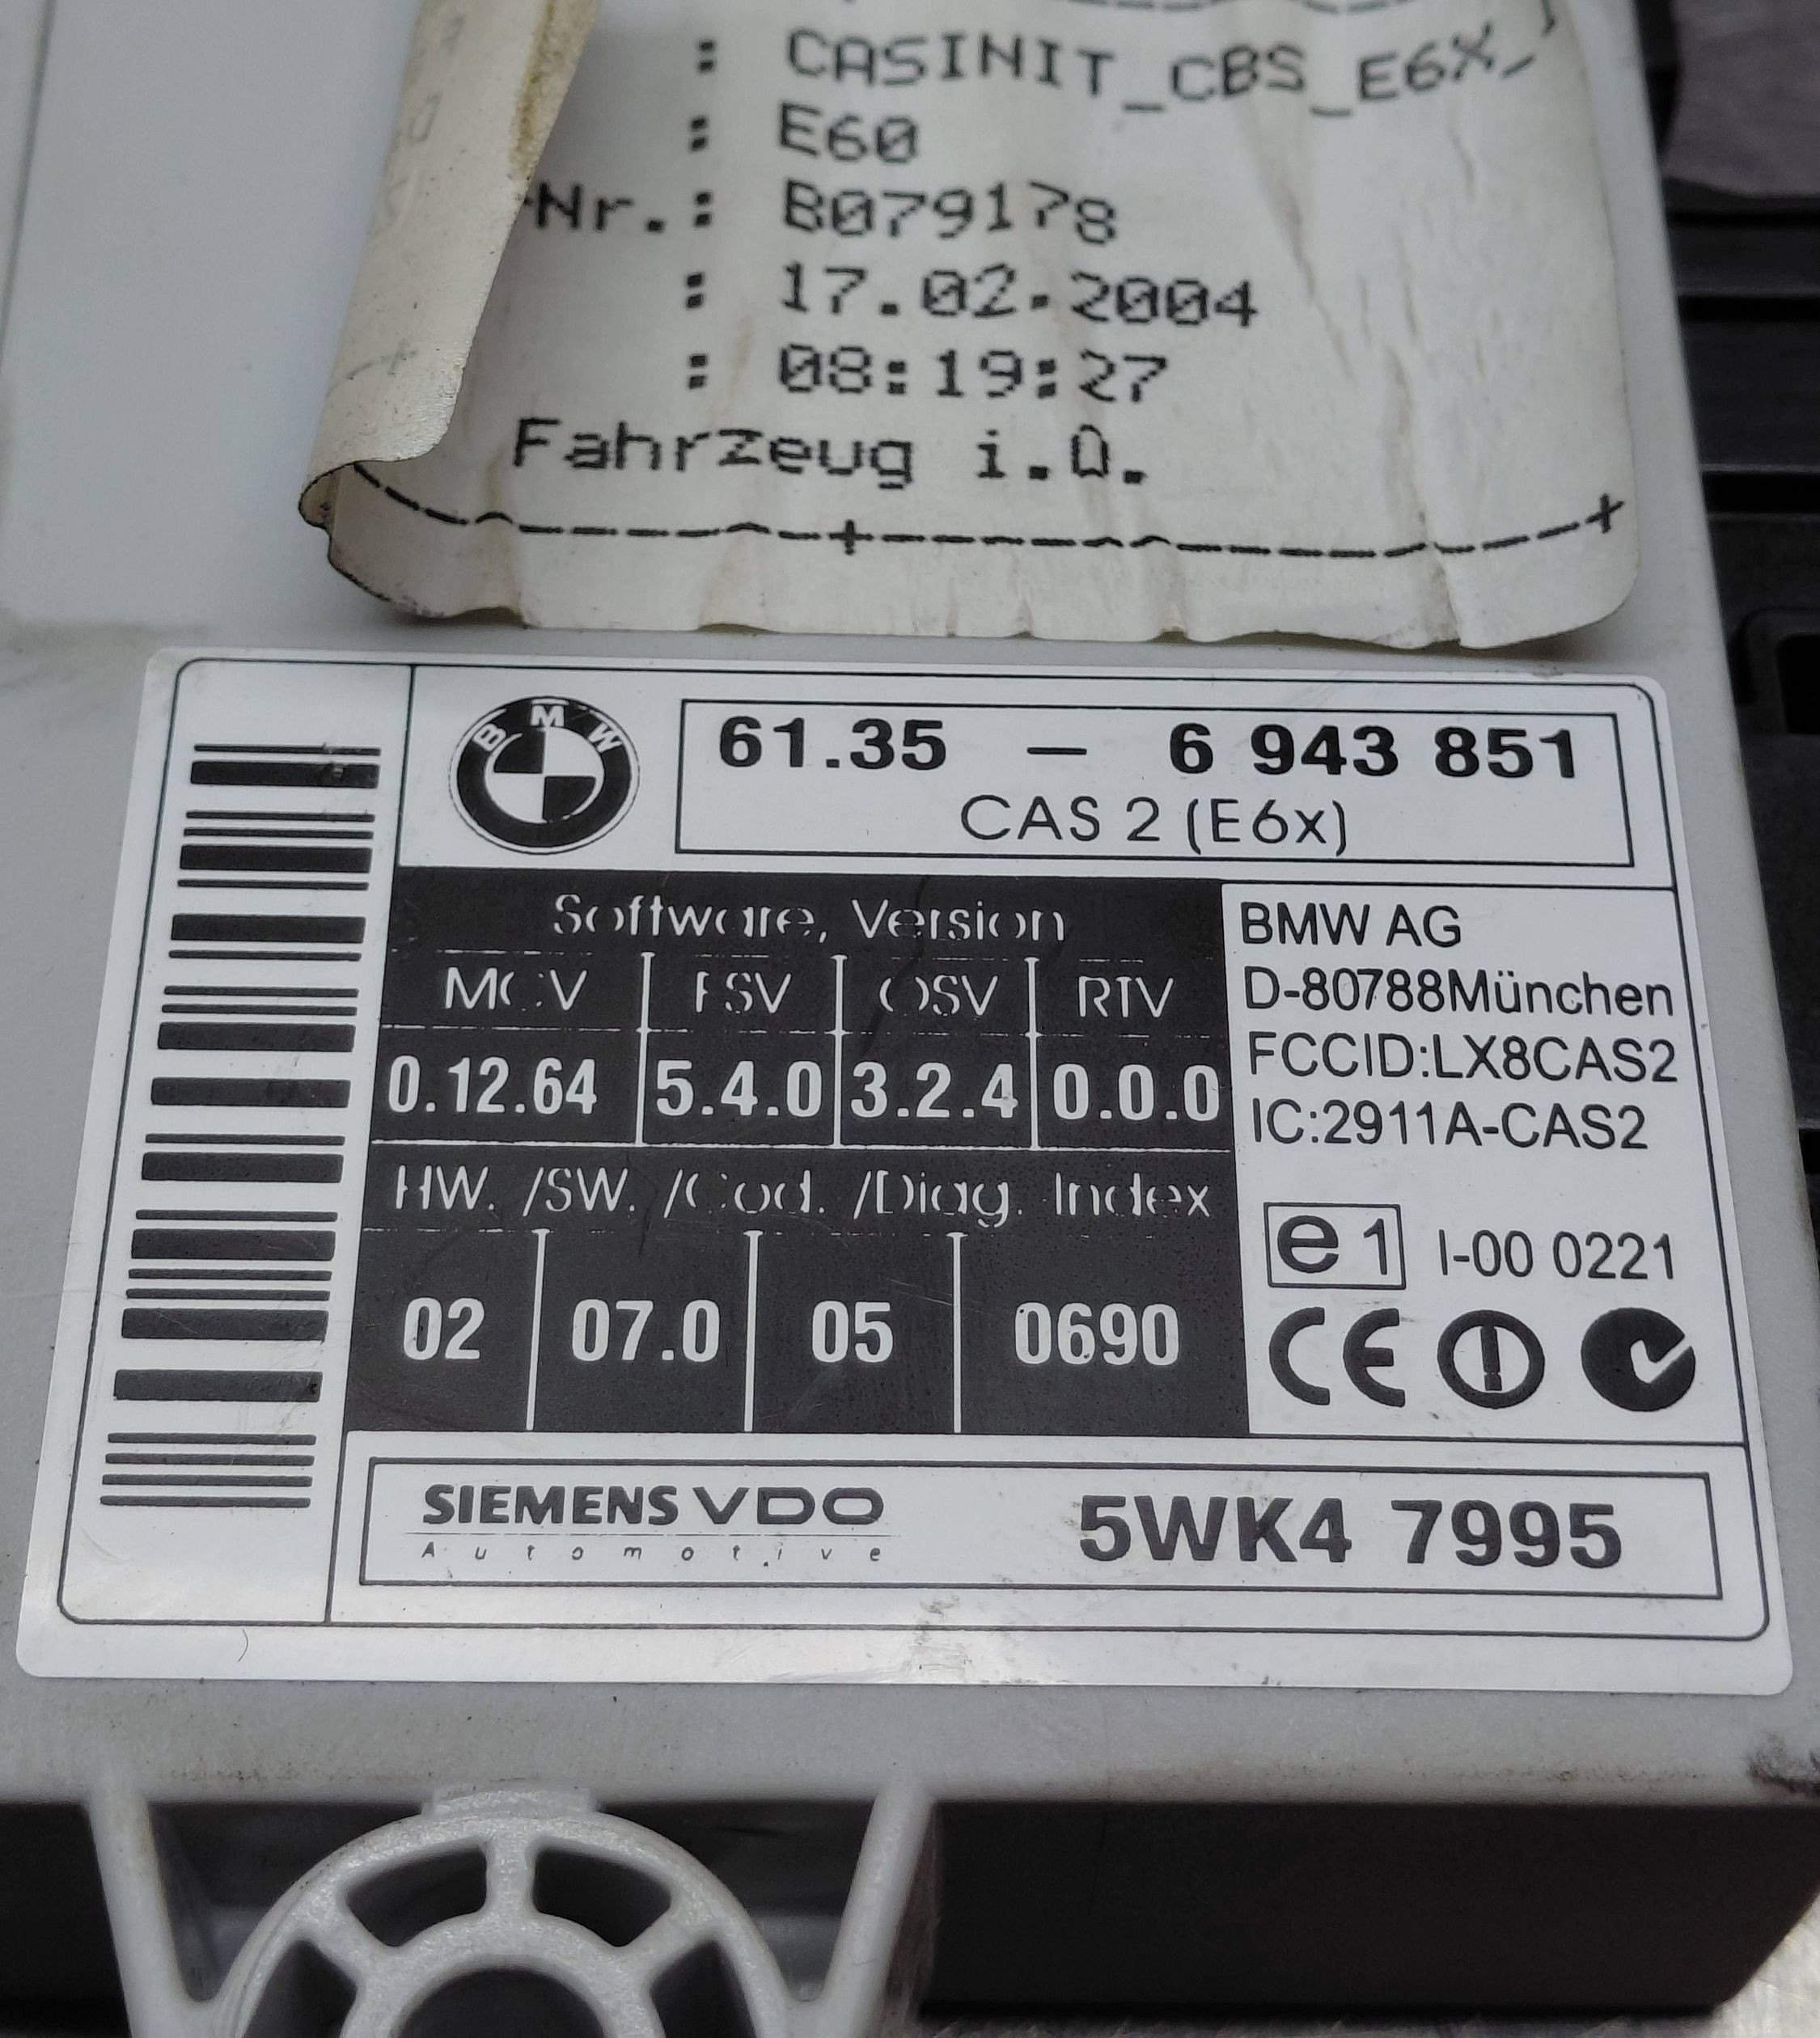 : CASINIT_CBS_E6X_
: E60
Nr.: B079178
: 17.02.2004
: 08:19:27
Fahrzeug i.O.
BMW
61.35 – 6 943 851
CAS 2 (E6x)
Software, Version
MCV FSV OSV RTV
0.12.64 5.4.0 3.2.4 0.0.0
HW. /SW. /Cod. /Diag. Index
02 07.0 05 0690
BMW AG
D-80788München
FCCID:LX8CAS2
IC:2911A-CAS2
e1 I-00 0221
CE
SIEMENS VDO
Automotive
5WK4 7995